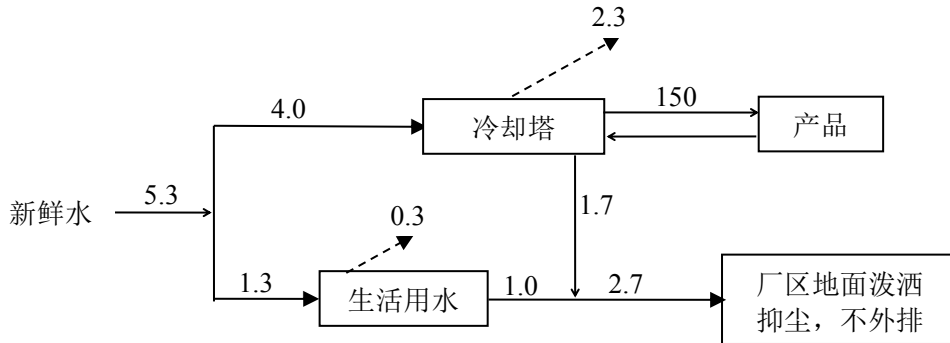 2.3
4.0
冷却塔
150
产品
新鲜水
5.3
1.7
0.3
1.3
生活用水
1.0
2.7
厂区地面泼洒
抑尘，不外排